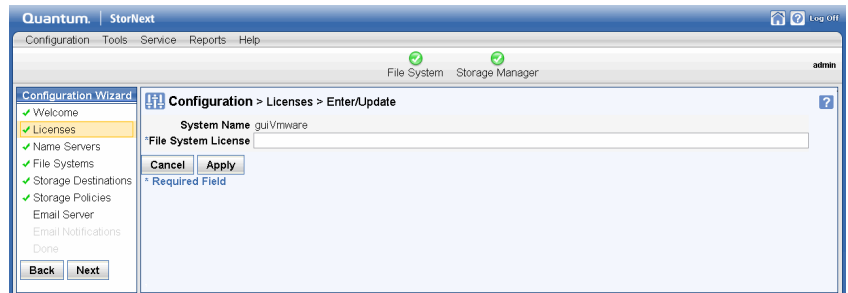 Quantum. StorNext
Log Off
Configuration Tools Service Reports Help
File System Storage Manager
admin
Configuration Wizard
Welcome
Licenses
Name Servers
File Systems
Storage Destinations
Storage Policies
Email Server
Email Notifications
Done
Back Next
Configuration > Licenses > Enter/Update
?
System Name guiVmware
*File System License
Cancel Apply
* Required Field